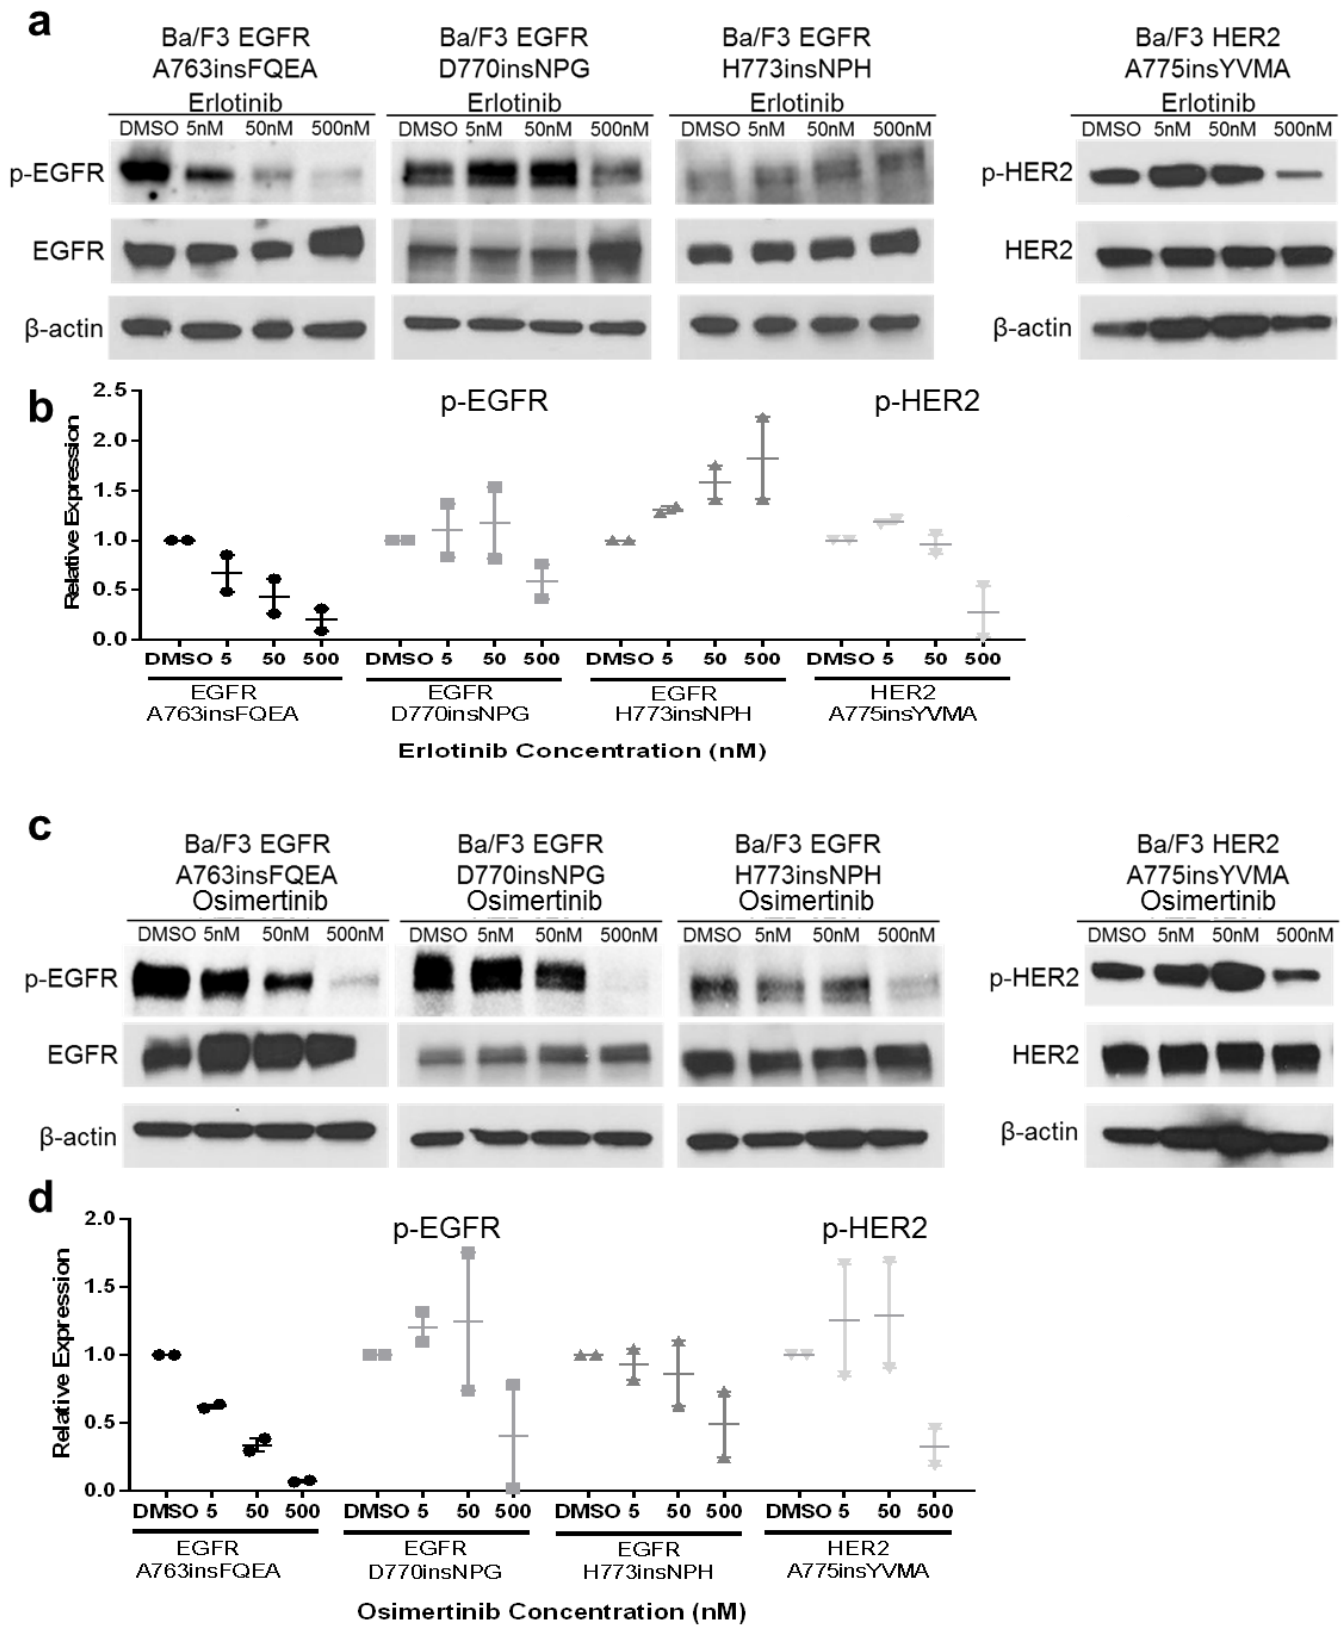 a
Ba/F3 EGFR
A763insFQEA
Erlotinib
DMSO 5nM 50nM 500nM
Ba/F3 EGFR
D770insNPG
Erlotinib
DMSO 5nM 50nM 500nM
Ba/F3 EGFR
H773insNPH
Erlotinib
DMSO 5nM 50nM 500nM
Ba/F3 HER2
A775insYVMA
Erlotinib
DMSO 5nM 50nM 500nM
p-EGFR
EGFR
β-actin
p-HER2
HER2
β-actin
b
p-EGFR
p-HER2
Relative Expression
2.5
2.0
1.5
1.0
0.5
0.0
DMSO 5 50 500 DMSO 5 50 500 DMSO 5 50 500 DMSO 5 50 500
EGFR EGFR EGFR HER2
A763insFQEA D770insNPG H773insNPH A775insYVMA
Erlotinib Concentration (nM)
c
Ba/F3 EGFR
A763insFQEA
Osimertinib
DMSO 5nM 50nM 500nM
Ba/F3 EGFR
D770insNPG
Osimertinib
DMSO 5nM 50nM 500nM
Ba/F3 EGFR
H773insNPH
Osimertinib
DMSO 5nM 50nM 500nM
Ba/F3 HER2
A775insYVMA
Osimertinib
DMSO 5nM 50nM 500nM
p-EGFR
EGFR
β-actin
p-HER2
HER2
β-actin
d
p-EGFR
p-HER2
Relative Expression
2.0
1.5
1.0
0.5
0.0
DMSO 5 50 500 DMSO 5 50 500 DMSO 5 50 500 DMSO 5 50 500
EGFR EGFR EGFR HER2
A763insFQEA D770insNPG H773insNPH A775insYVMA
Osimertinib Concentration (nM)